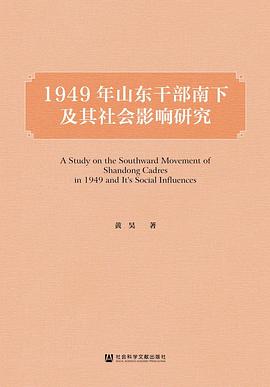 1949年山东干部南下
及其社会影响研究
A Study on the Southward Movement of
Shandong Cadres
in 1949 and It's Social Influences
黄昊 著
社会科学文献出版社